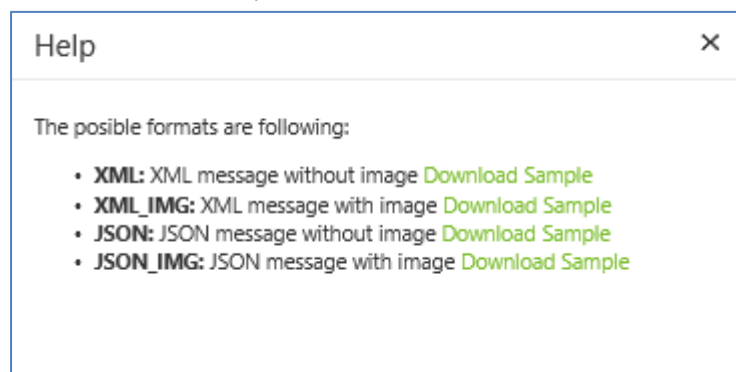 Help
The posible formats are following:
• XML: XML message without image Download Sample
• XML_IMG: XML message with image Download Sample
• JSON: JSON message without image Download Sample
• JSON_IMG: JSON message with image Download Sample